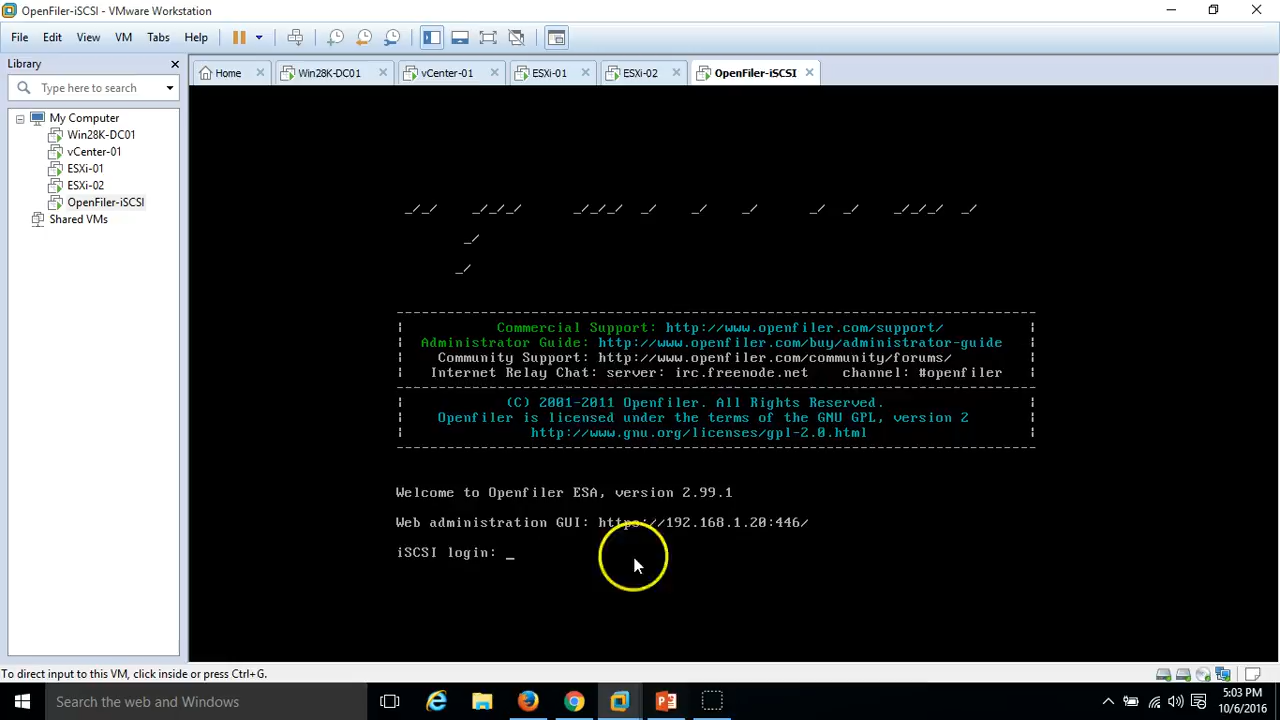 OpenFiler-iSCSI - VMware Workstation
File Edit View VM Tabs Help
Library
Type here to search
My Computer
Win28K-DC01
vCenter-01
ESXi-01
ESXi-02
OpenFiler-iSCSI
Shared VMs
Home Win28K-DC01 vCenter-01 ESXi-01 ESXi-02 OpenFiler-iSCSI
Commercial Support: http://www.openfiler.com/support/
Administrator Guide: http://www.openfiler.com/buy/administrator-guide
Community Support: http://www.openfiler.com/community/forums/
Internet Relay Chat: server: irc.freenode.net channel: #openfiler
(C) 2001-2011 Openfiler. All Rights Reserved.
Openfiler is licensed under the terms of the GNU GPL, version 2
http://www.gnu.org/licenses/gpl-2.0.html
Welcome to Openfiler ESA, version 2.99.1
Web administration GUI: https://192.168.1.20:446/
iSCSI login: _
To direct input to this VM, click inside or press Ctrl+G.
Search the web and Windows
5:03 PM
10/6/2016